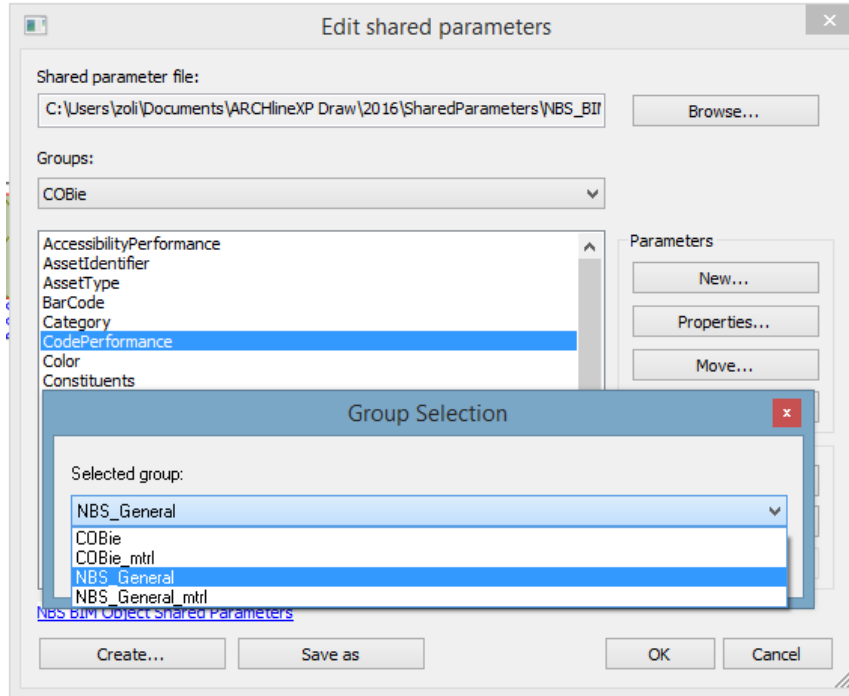 Edit shared parameters
Shared parameter file:
C:\Users\zoli\Documents\ARCHlineXP Draw\2016\SharedParameters\NBS_BI
Browse...
Groups:
COBie
AccessibilityPerformance
AssetIdentifier
AssetType
BarCode
Category
CodePerformance
Color
Constituents
Parameters
New...
Properties...
Move...
Group Selection
x
Selected group:
NBS_General
COBie
COBie_mtrl
NBS_General
NBS_General_mtrl
NBS BIM Object Shared Parameters
Create...
Save as
OK
Cancel